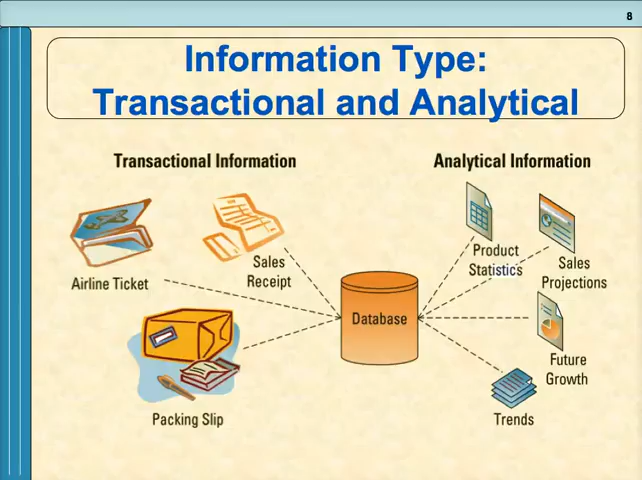 8
Information Type:
Transactional and Analytical
Transactional Information
Analytical Information
Airline Ticket
Sales
Receipt
Packing Slip
Database
Product
Statistics
Sales
Projections
Future
Growth
Trends